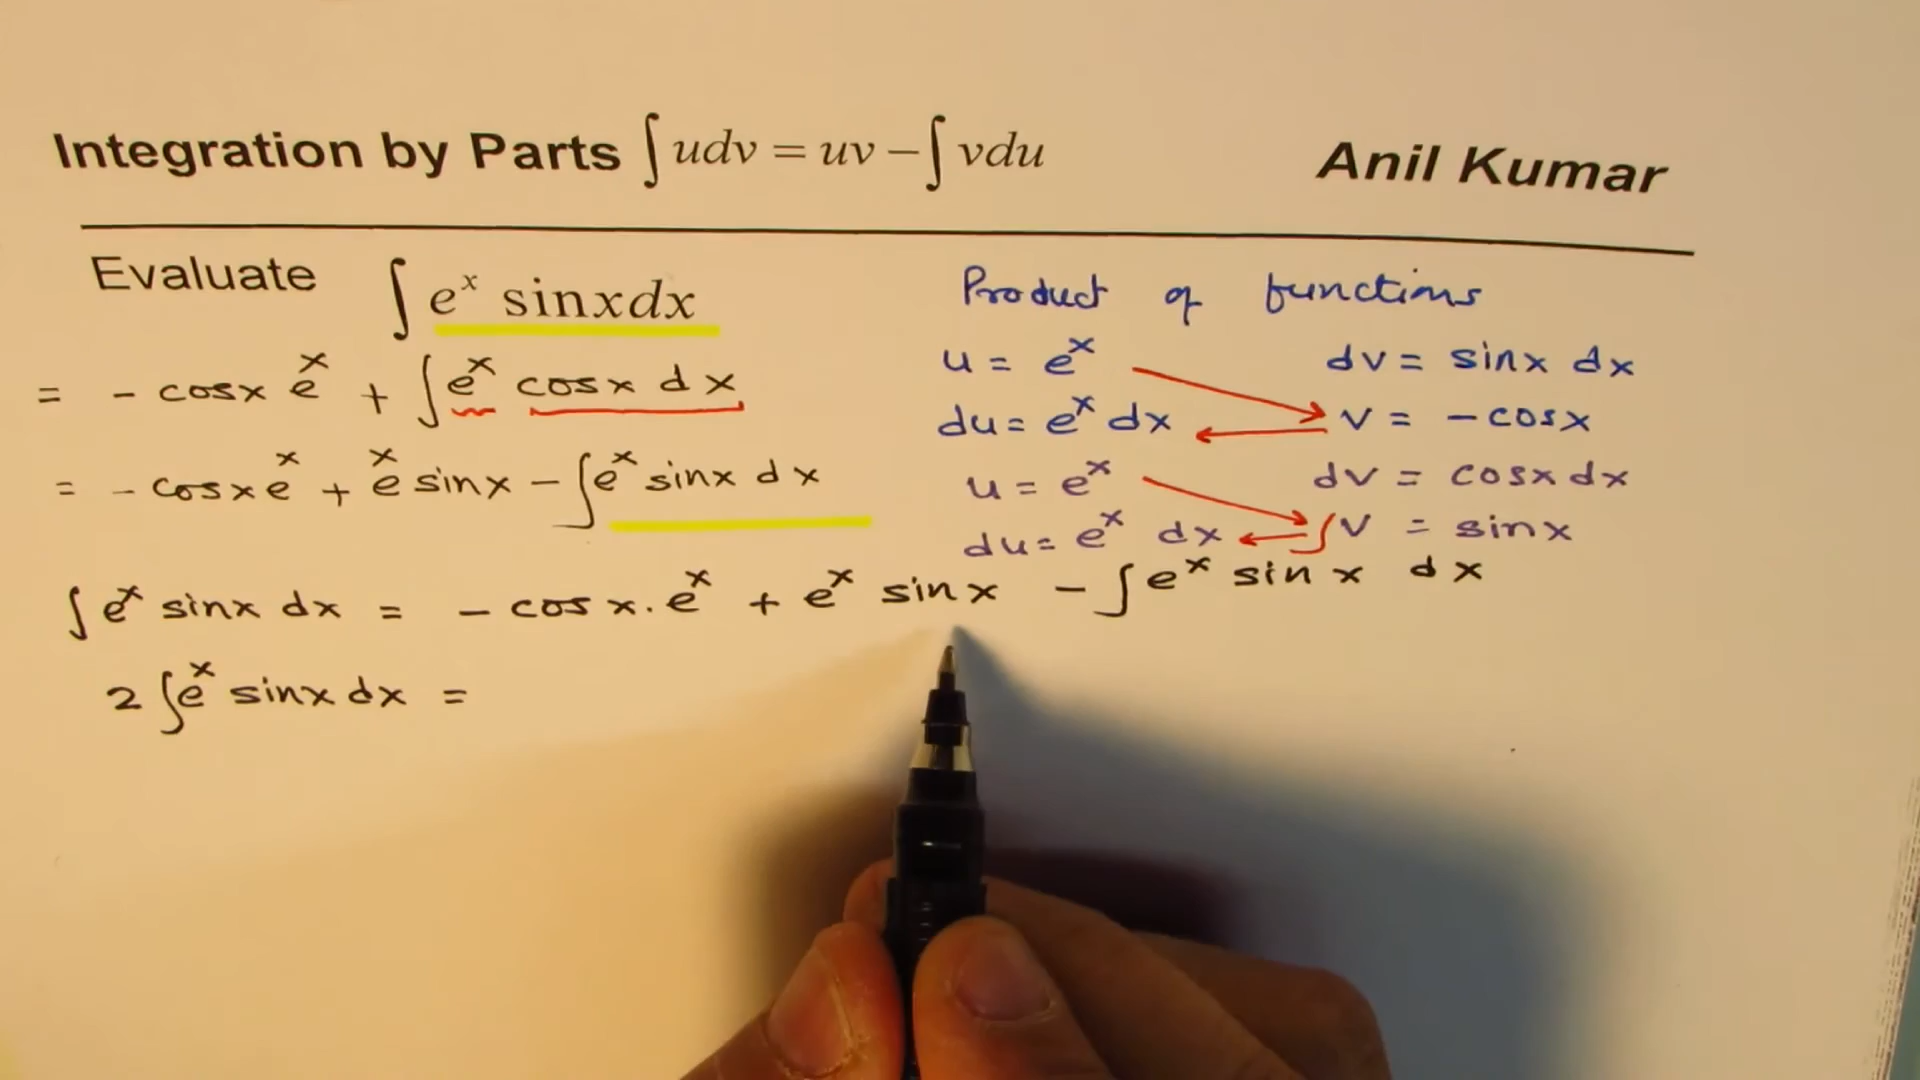 Integration by Parts ∫udv = uv − ∫vdu
Anil Kumar
Evaluate ∫eˣ sinxdx
= - cosx eˣ + ∫eˣ cosx dx
= - cosx eˣ + eˣ sinx - ∫eˣ sinx dx
Product of functions
u = eˣ dv = sinx dx
du = eˣ dx v = - cosx
u = eˣ dv = cosx dx
du = eˣ dx ∫v = sinx
∫eˣ sinx dx = - cosx. eˣ + eˣ sinx - ∫eˣ sinx dx
2∫eˣ sinx dx =